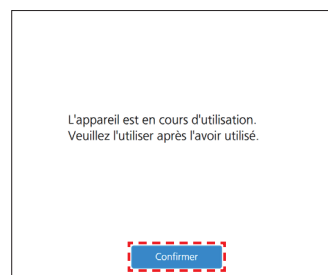 L'appareil est en cours d'utilisation.
Veuillez l'utiliser après l'avoir utilisé.
Confirmer